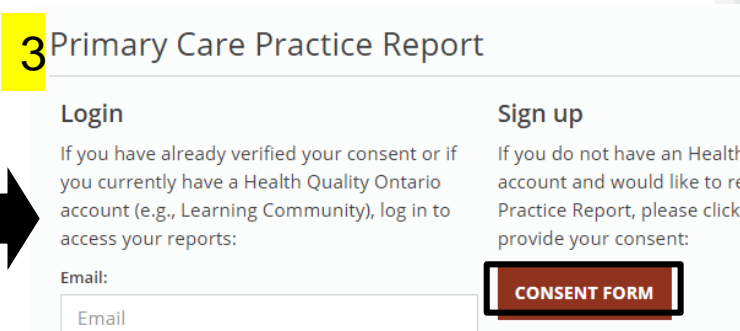 3
Primary Care Practice Report
Login
If you have already verified your consent or if
you currently have a Health Quality Ontario
account (e.g., Learning Community), log in to
access your reports:
Email:
Email
Sign up
If you do not have an Health
account and would like to re
Practice Report, please click
provide your consent:
CONSENT FORM